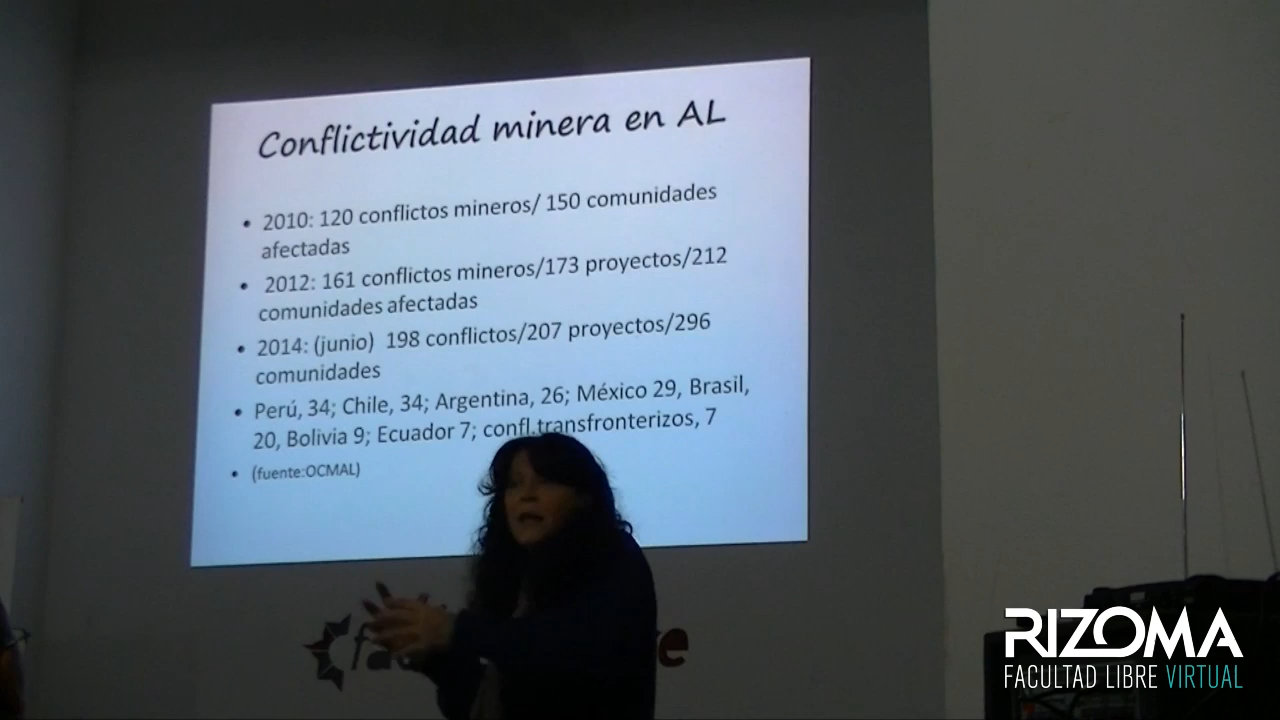 Conflictividad minera en AL
• 2010: 120 conflictos mineros/ 150 comunidades
afectadas
• 2012: 161 conflictos mineros/173 proyectos/212
comunidades afectadas
• 2014: (junio) 198 conflictos/207 proyectos/296
comunidades
• Perú, 34; Chile, 34; Argentina, 26; México 29, Brasil,
20, Bolivia 9; Ecuador 7; confl.transfronterizos, 7
• (fuente:OCMAL)
RIZOMA
FACULTAD LIBRE VIRTUAL